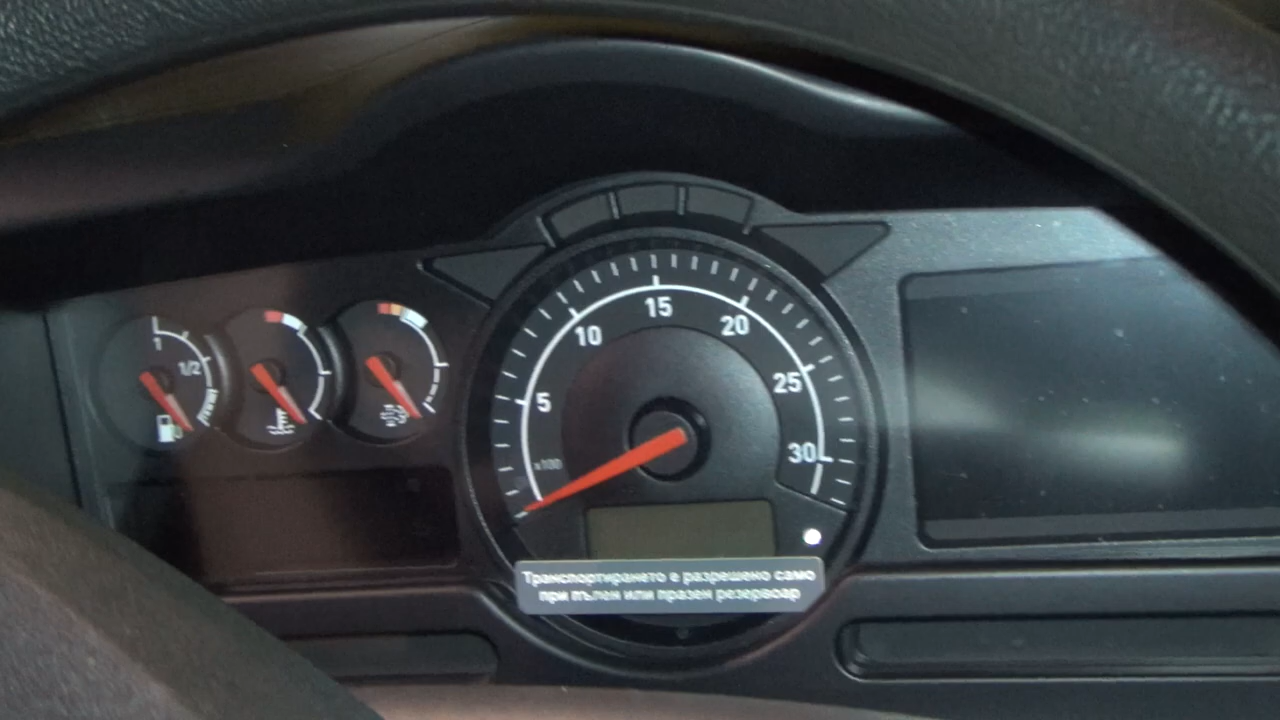 1
1/2
5
10
15
20
25
30
x100
Транспортирането е разрешено само
при пълен или празен резервоар